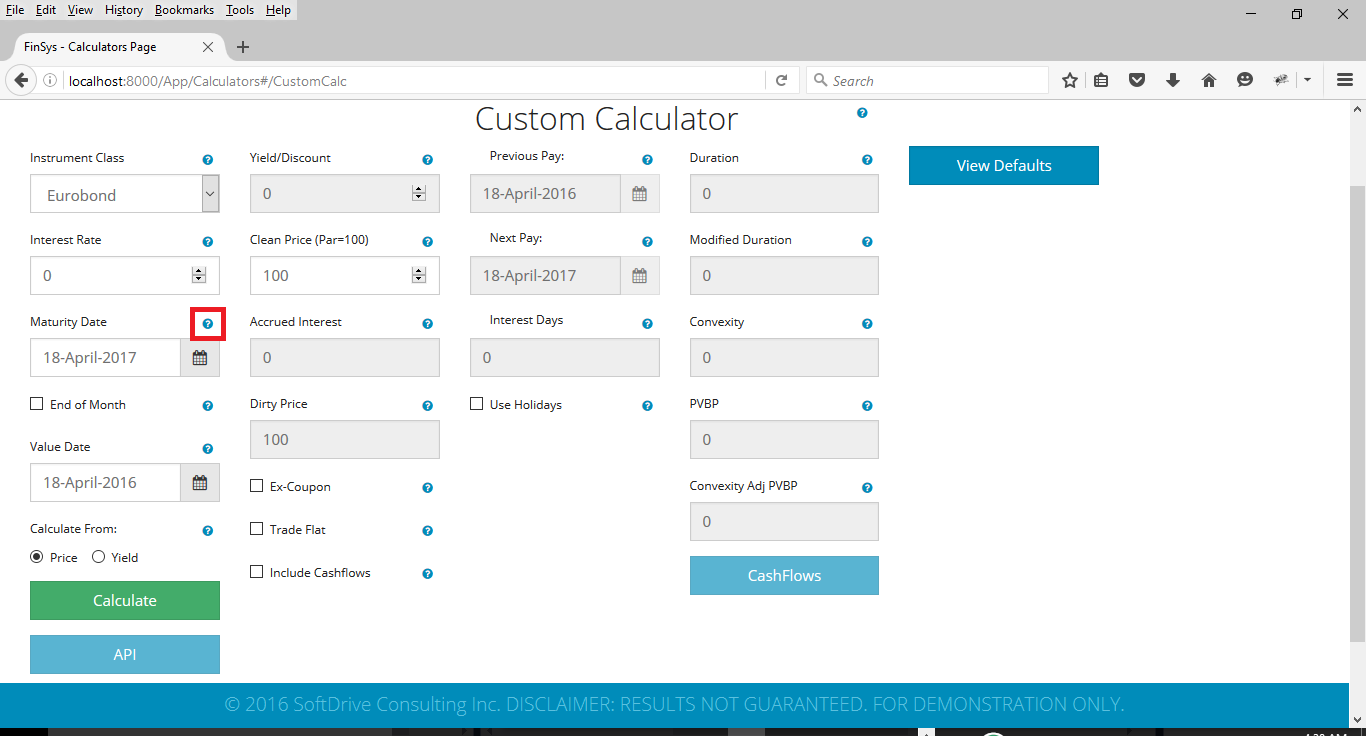 File Edit View History Bookmarks Tools Help
FinSys - Calculators Page
localhost:8000/App/Calculators#/CustomCalc
Search
Custom Calculator
Instrument Class
Eurobond
Interest Rate
0
Maturity Date
18-April-2017
End of Month
Value Date
18-April-2016
Calculate From:
Price Yield
Calculate
API
Yield/Discount
0
Clean Price (Par=100)
100
Accrued Interest
0
Dirty Price
100
Ex-Coupon
Trade Flat
Include Cashflows
Previous Pay:
18-April-2016
Next Pay:
18-April-2017
Interest Days
0
Use Holidays
Duration
0
Modified Duration
0
Convexity
0
PVBP
0
Convexity Adj PVBP
0
CashFlows
View Defaults
© 2016 SoftDrive Consulting Inc. DISCLAIMER: RESULTS NOT GUARANTEED. FOR DEMONSTRATION ONLY.